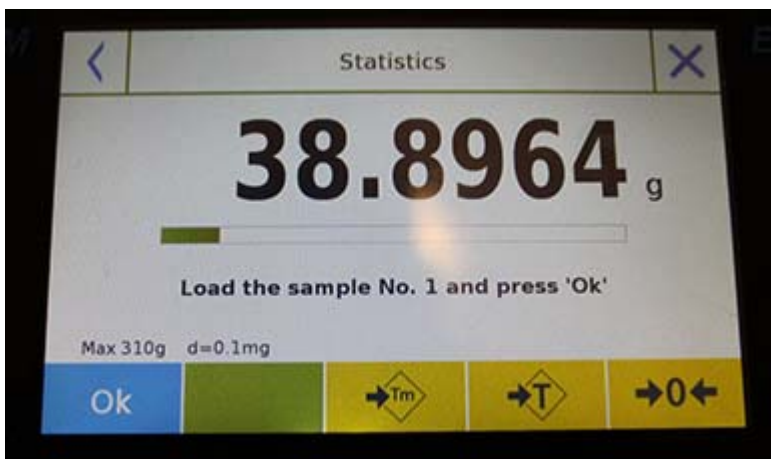 Statistics
38.8964 g
Load the sample No. 1 and press 'Ok'
Max 310g d=0.1mg
Ok
Tm
T
0